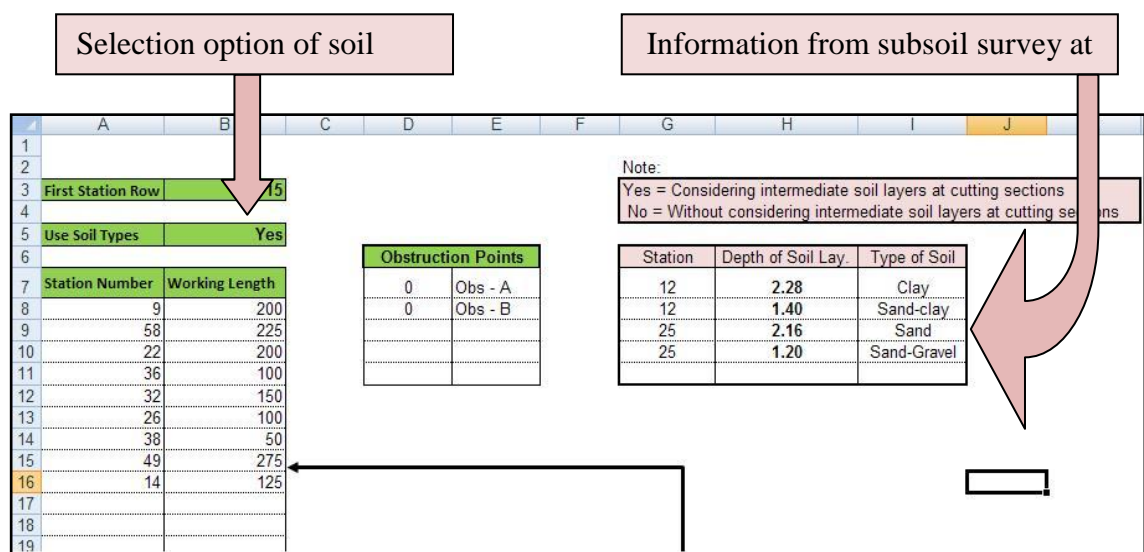 Selection option of soil
Information from subsoil survey at
A B C D E F G H I J
1
2 Note:
3 First Station Row 15 Yes = Considering intermediate soil layers at cutting sections
4 No = Without considering intermediate soil layers at cutting
5 Use Soil Types Yes
6 Obstruction Points Station Depth of Soil Lay. Type of Soil
7 Station Number Working Length 0 Obs - A 12 2.28 Clay
8 9 200 0 Obs - B 12 1.40 Sand-clay
9 58 225 25 2.16 Sand
10 22 200 25 1.20 Sand-Gravel
11 36 100
12 32 150
13 26 100
14 38 50
15 49 275
16 14 125
17
18
19